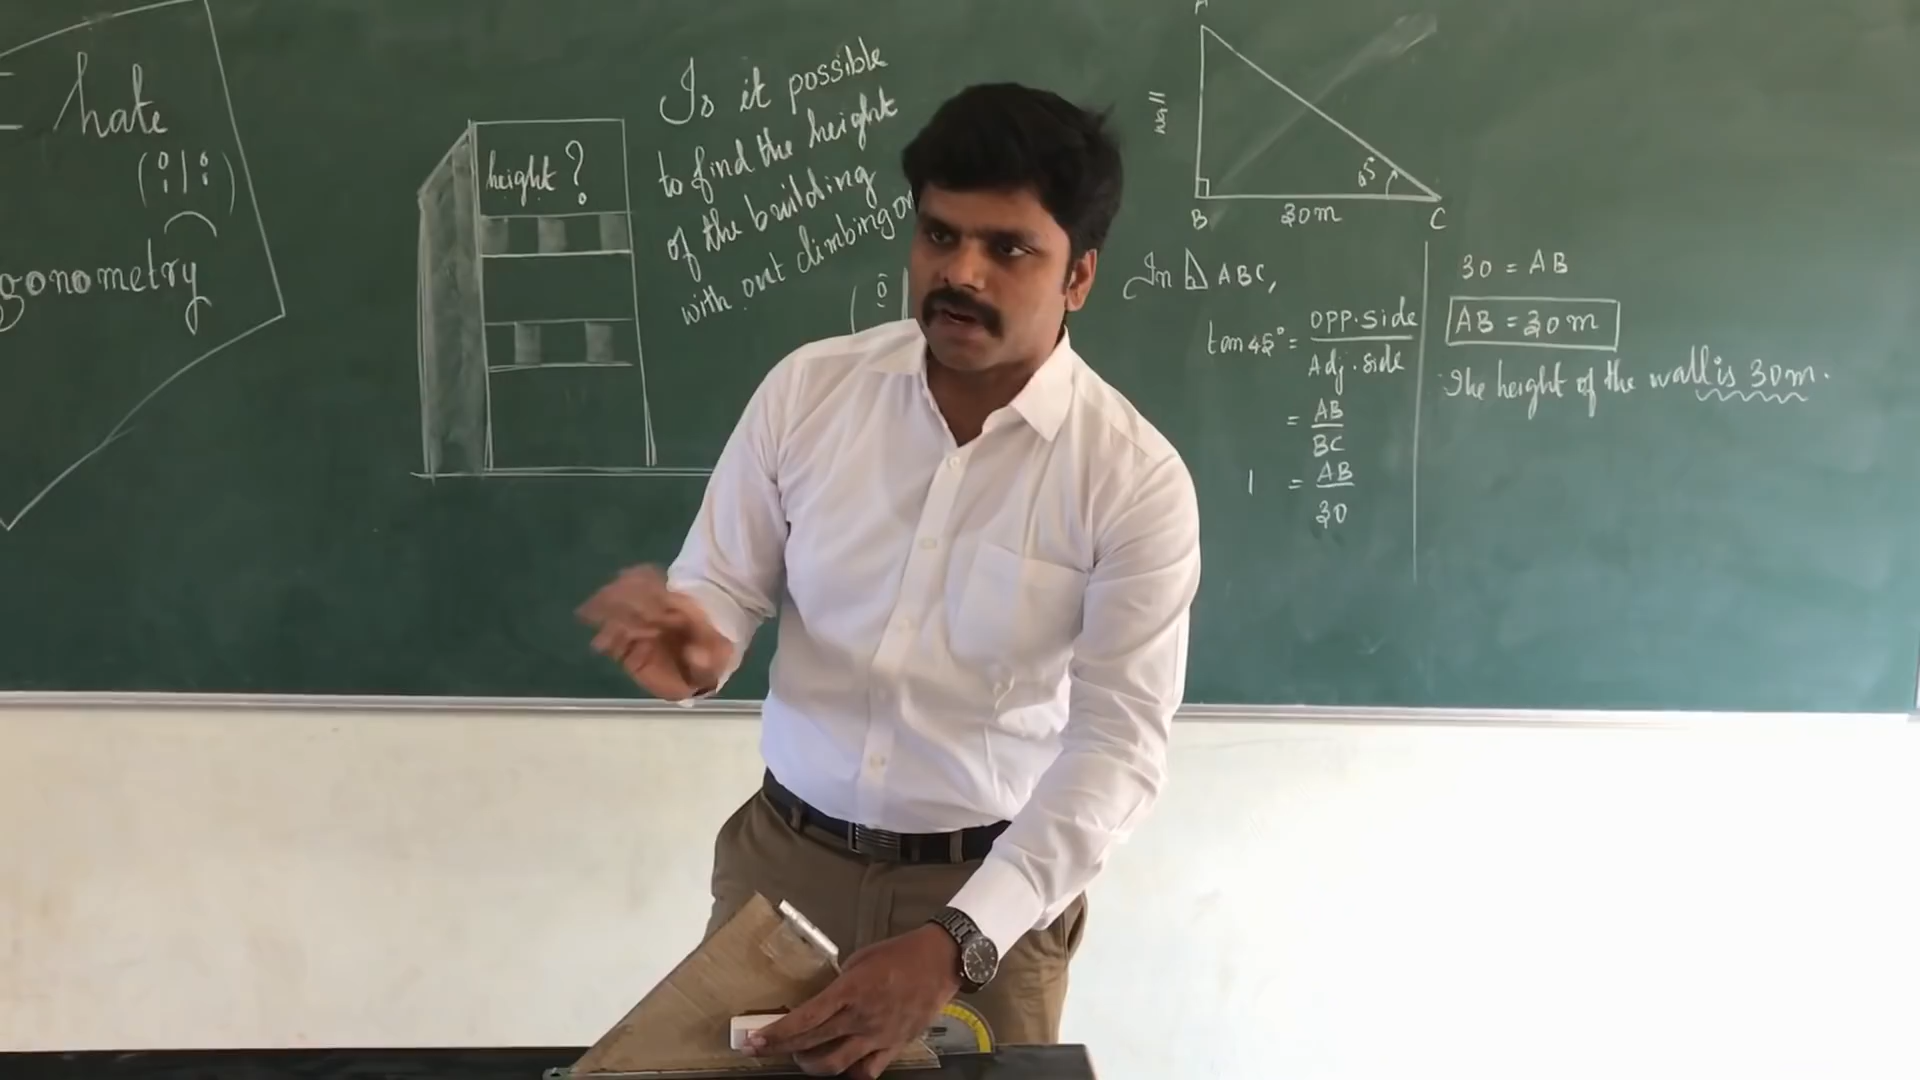 hate
gonometry
height?
Is it possible
to find the height
of the building
with out climbing on
A
wall
B
30m
C
In ABC,
tan 45° = opp.side
Adj.side
= AB
BC
1 = AB
30
30 = AB
AB = 30m
The height of the wall is 30m.